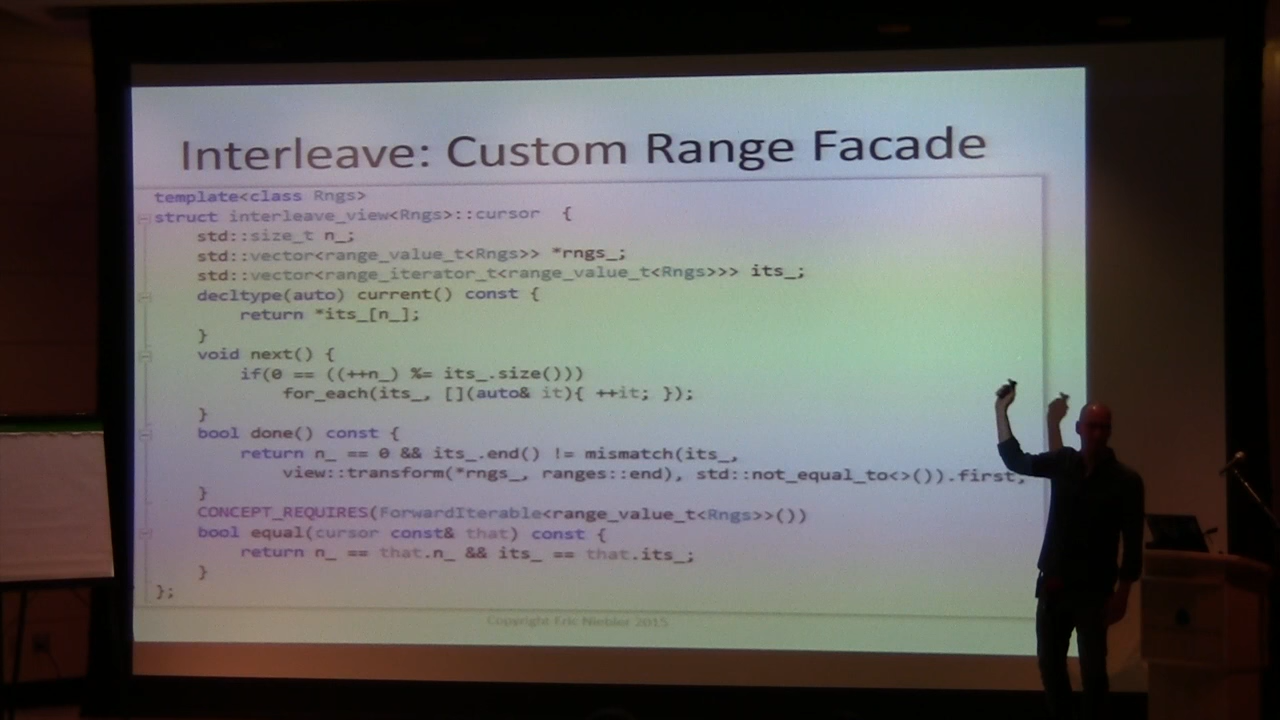 Interleave: Custom Range Facade
template<class Rngs>
struct interleave_view<Rngs>::cursor {
std::size_t n_;
std::vector<range_value_t<Rngs>> *rngs_;
std::vector<range_iterator_t<range_value_t<Rngs>>> its_;
decltype(auto) current() const {
return *its_[n_];
}
void next() {
if(0 == ((++n_) %= its_.size()))
for_each(its_, [](auto& it){ ++it; });
}
bool done() const {
return n_ == 0 && its_.end() != mismatch(its_,
view::transform(*rngs_, ranges::end), std::not_equal_to<>()).first;
}
CONCEPT_REQUIRES(ForwardIterable<range_value_t<Rngs>>())
bool equal(cursor const& that) const {
return n_ == that.n_ && its_ == that.its_;
}
};
Copyright Eric Niebler 2015